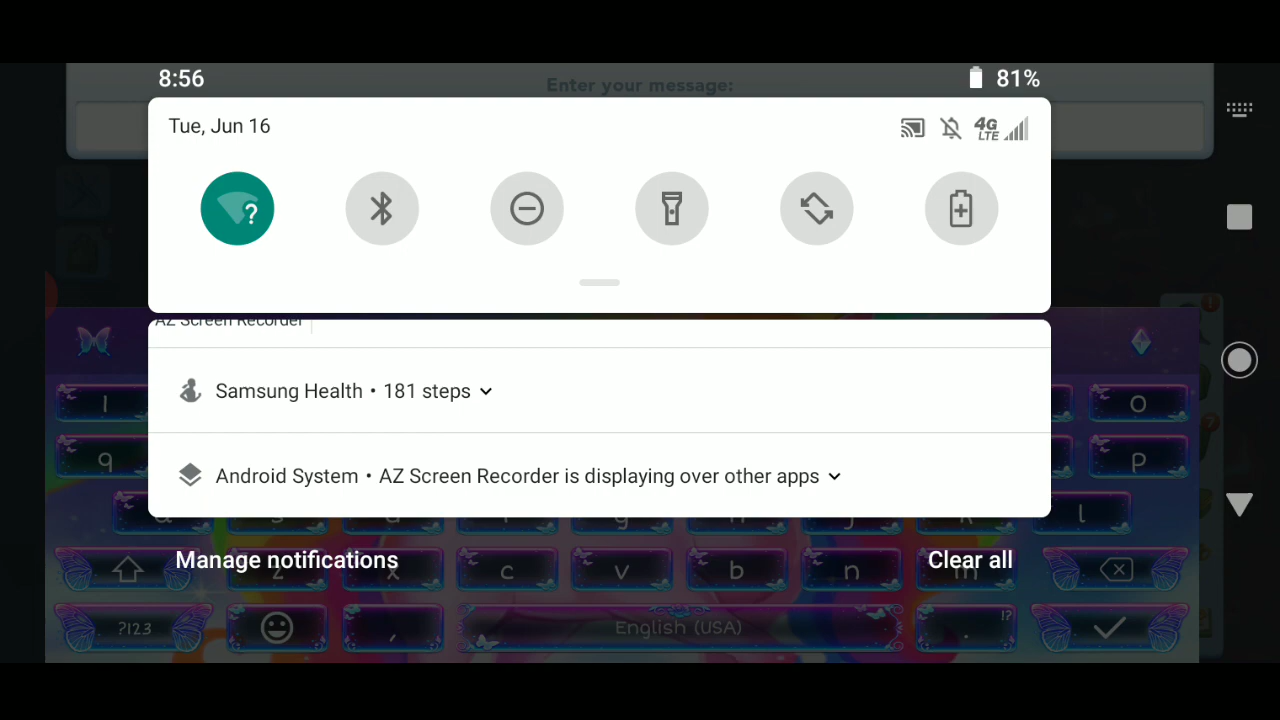 8:56
81%
Enter your message:
Tue, Jun 16
4G
LTE
?
AZ Screen Recorder
Samsung Health • 181 steps
Android System • AZ Screen Recorder is displaying over other apps
Manage notifications
Clear all
q
p
l
z x c v b n m
?123
,
English (USA)
.
!?